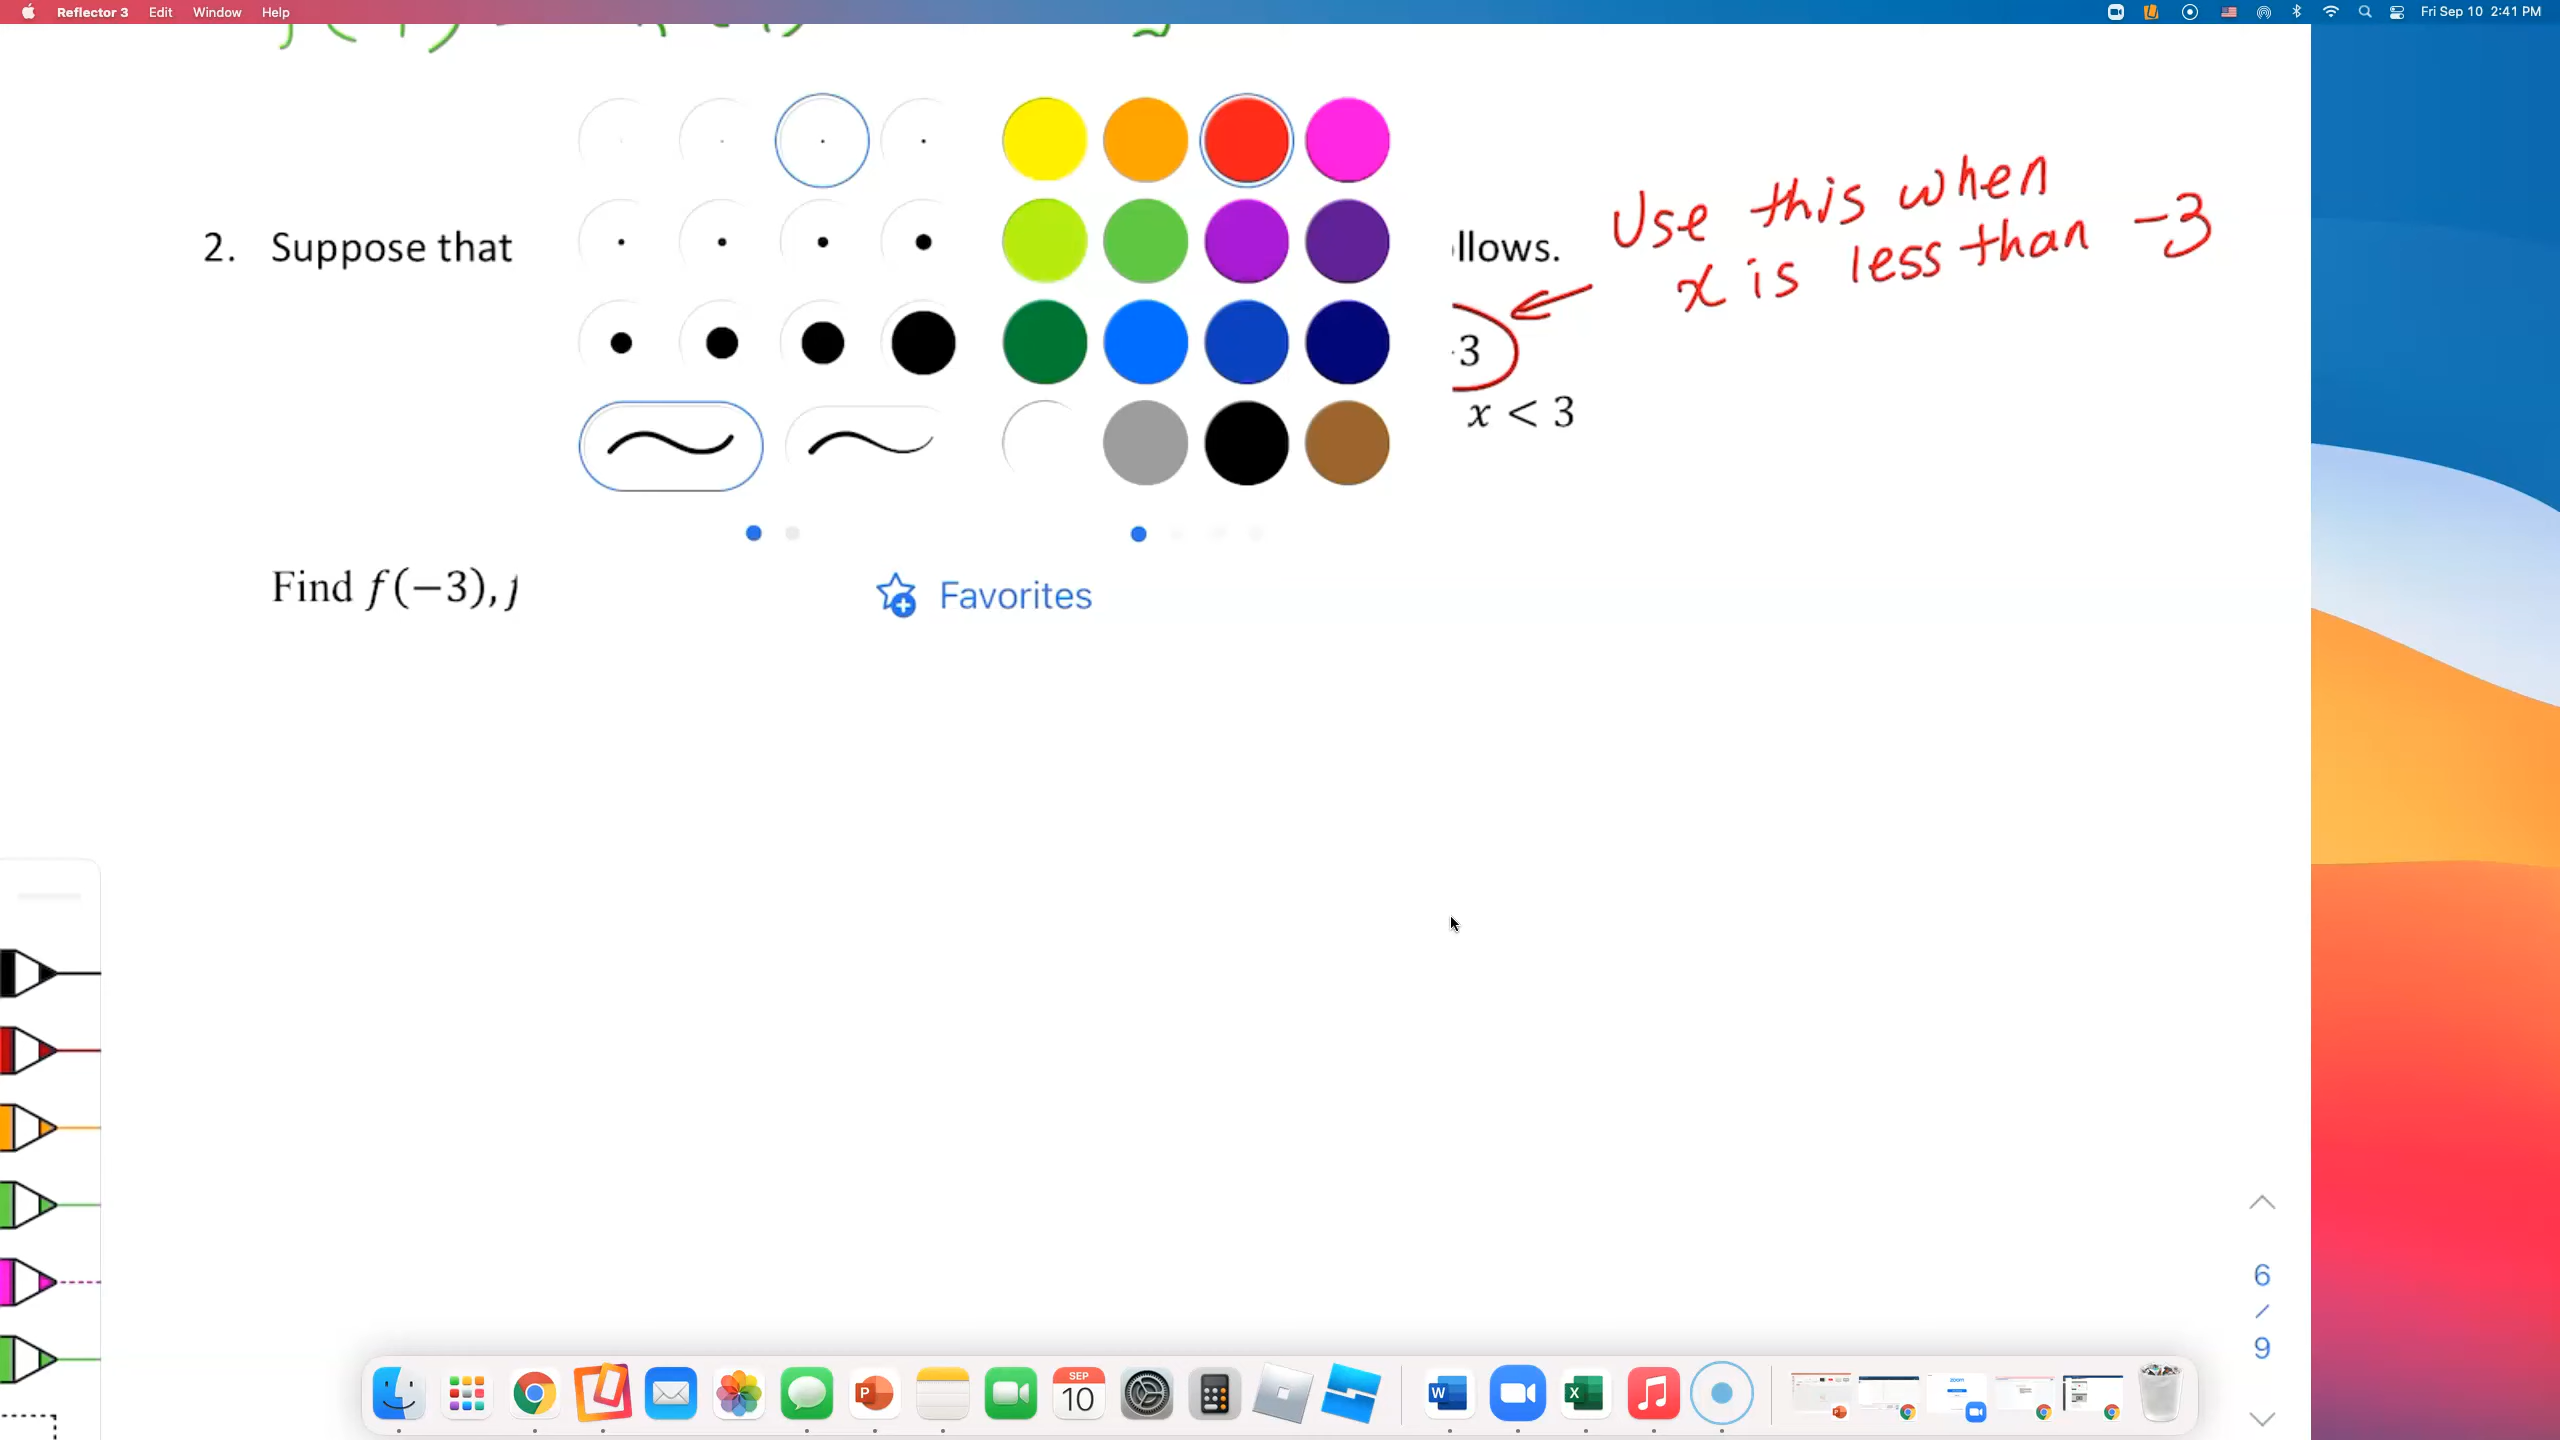 Reflector 3 Edit Window Help Fri Sep 10 2:41 PM
Use this when
x is less than -3
2. Suppose that llows.
3
x < 3
Find f(−3),
Favorites
6
/
9
SEP
10
P
W
X
zoom